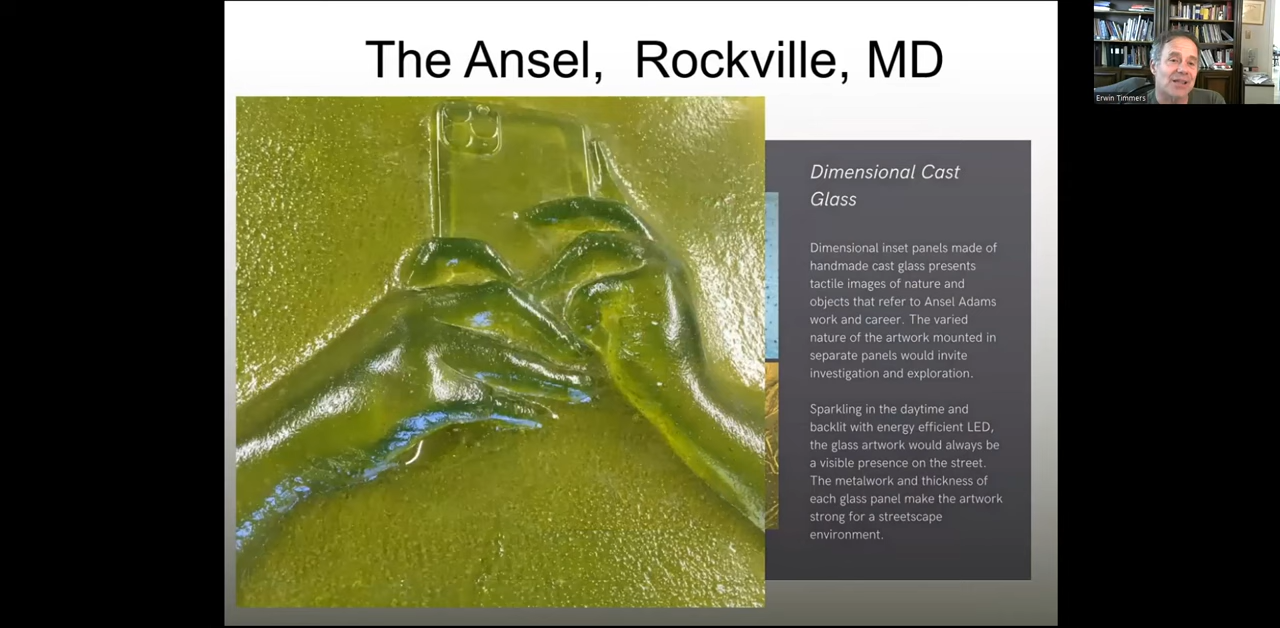 The Ansel, Rockville, MD
Erwin Timmers
Dimensional Cast
Glass
Dimensional inset panels made of
handmade cast glass presents
tactile images of nature and
objects that refer to Ansel Adams
work and career. The varied
nature of the artwork mounted in
separate panels would invite
investigation and exploration.
Sparkling in the daytime and
backlit with energy efficient LED,
the glass artwork would always be
a visible presence on the street.
The metalwork and thickness of
each glass panel make the artwork
strong for a streetscape
environment.